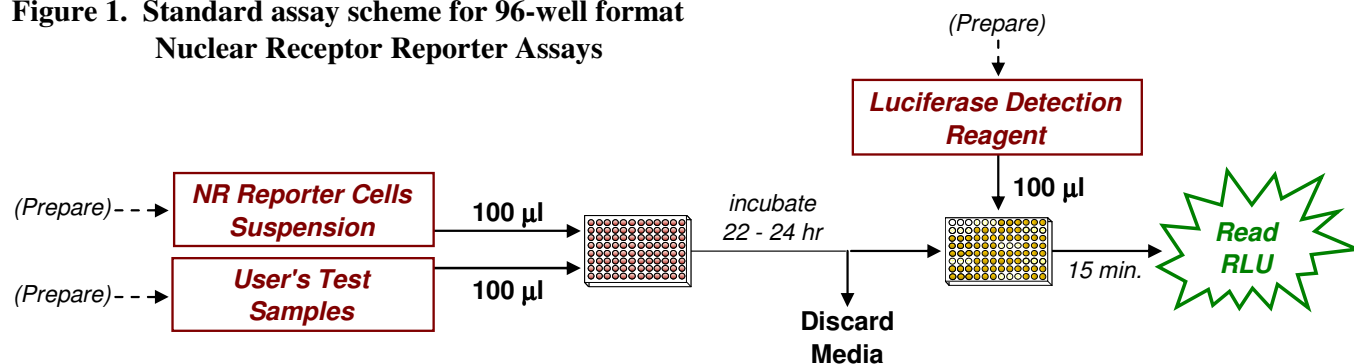 Figure 1. Standard assay scheme for 96-well format
Nuclear Receptor Reporter Assays
(Prepare)
Luciferase Detection
Reagent
100 µl
(Prepare)
NR Reporter Cells
Suspension
100 µl
(Prepare)
User's Test
Samples
100 µl
incubate
22 - 24 hr
Discard
Media
15 min.
Read
RLU